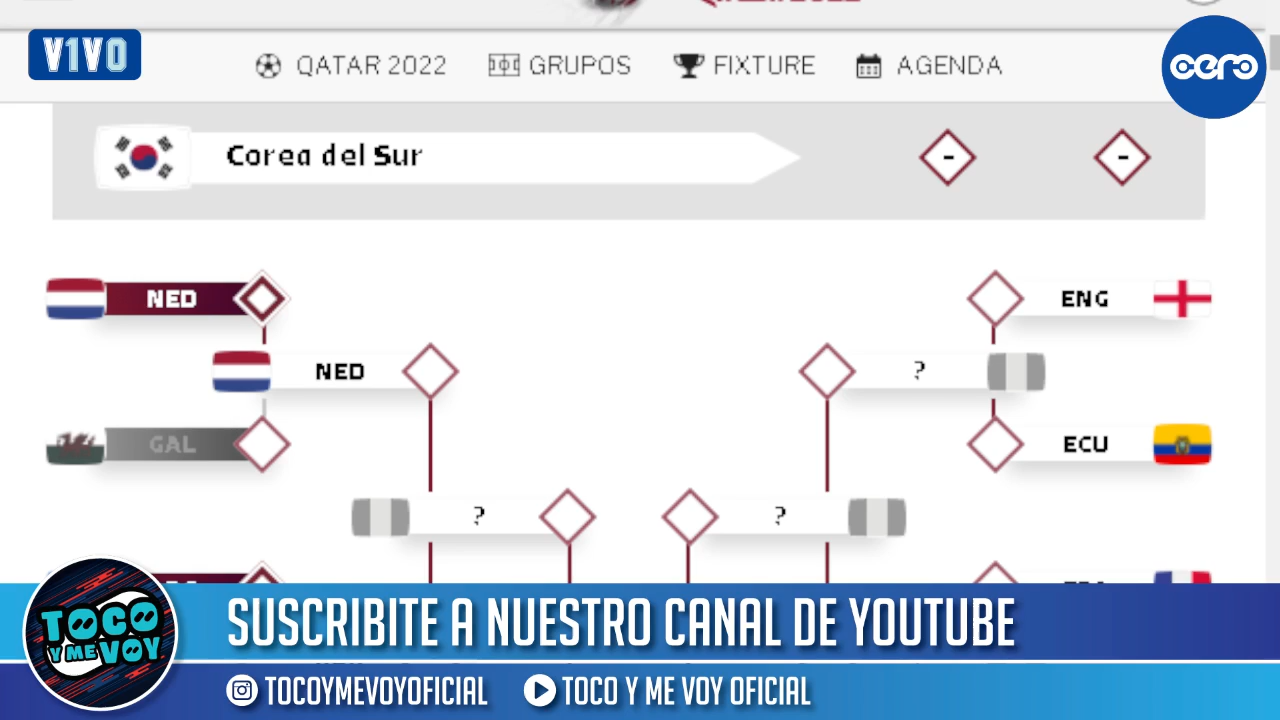 V1VO
QATAR 2022
GRUPOS
FIXTURE
AGENDA
cero
Corea del Sur
-
-
NED
ENG
NED
?
GAL
ECU
?
?
TOCO
Y ME VOY
SUSCRIBITE A NUESTRO CANAL DE YOUTUBE
TOCOYMEVOYOFICIAL
TOCO Y ME VOY OFICIAL